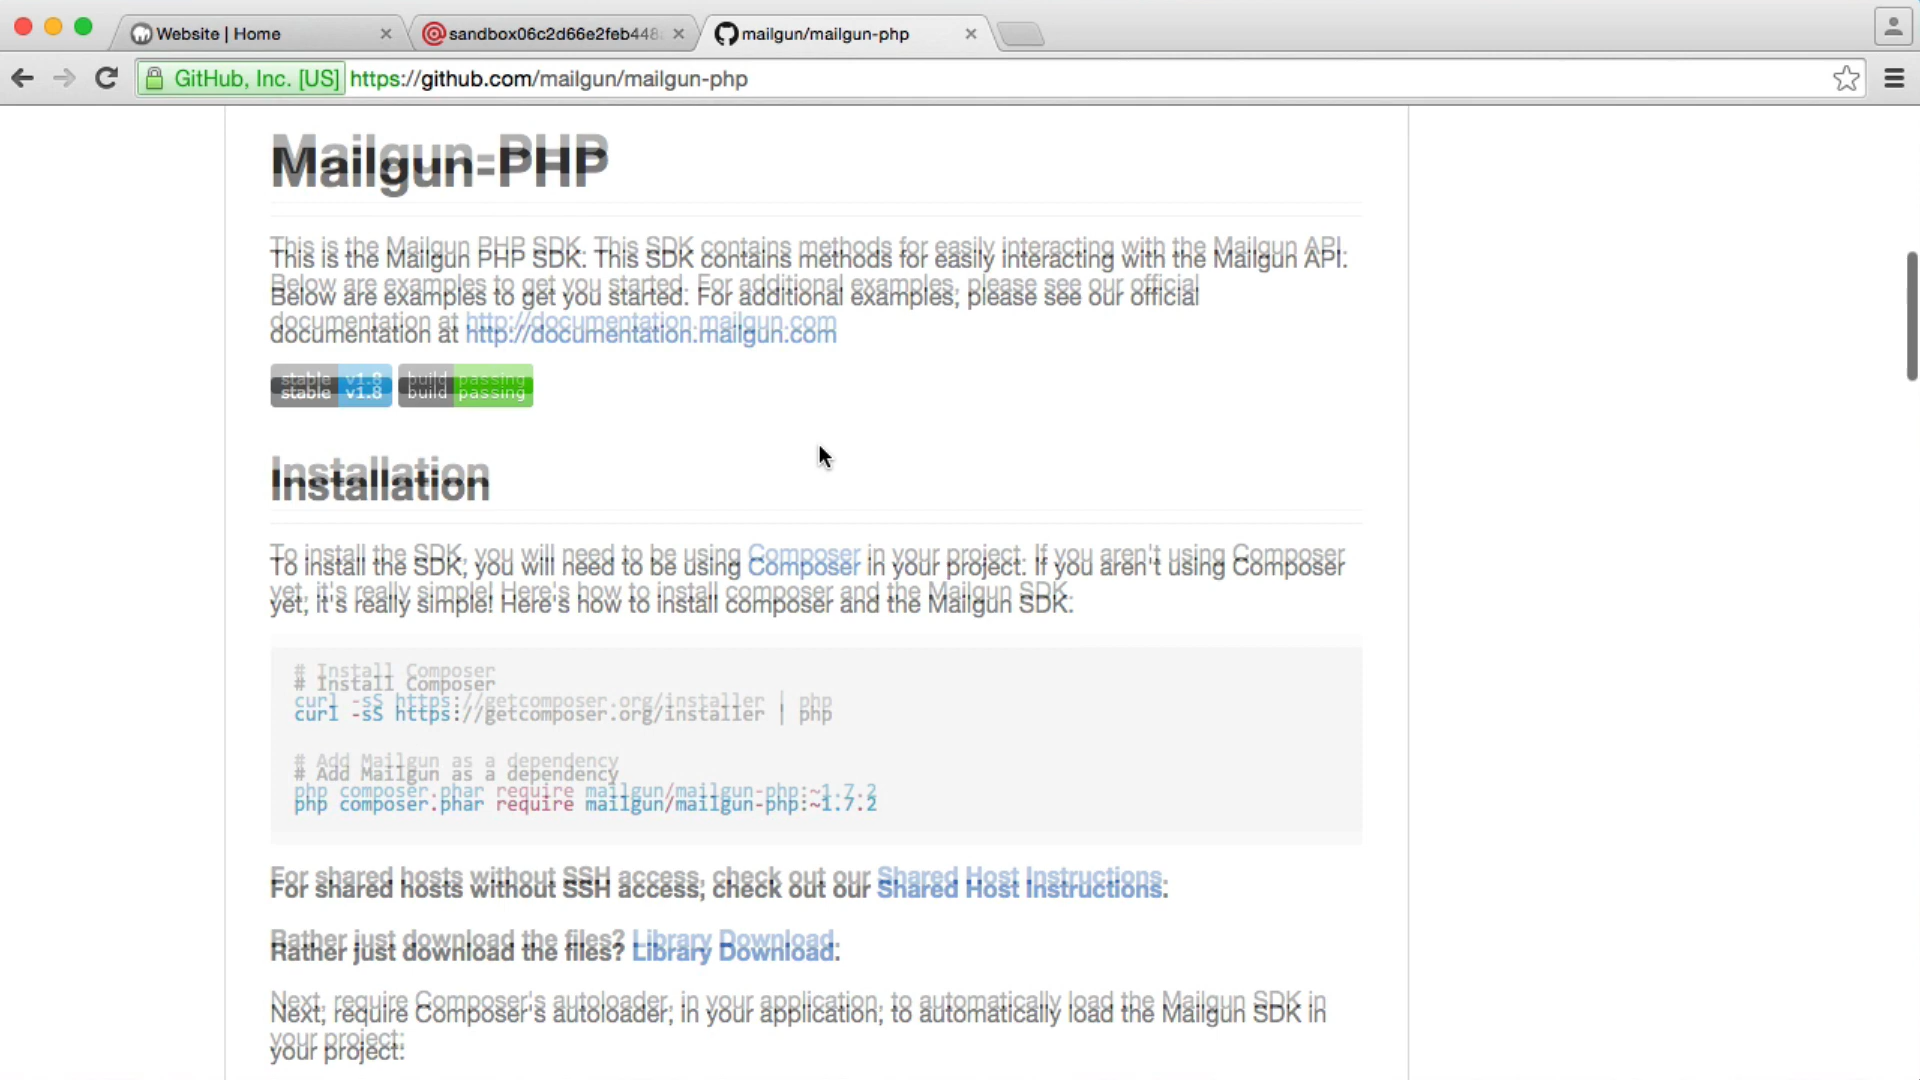 Website | Home
sandbox06c2d66e2feb448
mailgun/mailgun-php
GitHub, Inc. [US] https://github.com/mailgun/mailgun-php
Mailgun-PHP
This is the Mailgun PHP SDK. This SDK contains methods for easily interacting with the Mailgun API.
Below are examples to get you started. For additional examples, please see our official
documentation at http://documentation.mailgun.com
stable v1.8 build passing
Installation
To install the SDK, you will need to be using Composer in your project. If you aren't using Composer
yet, it's really simple! Here's how to install composer and the Mailgun SDK.
# Install Composer
curl -sS https://getcomposer.org/installer | php
# Add Mailgun as a dependency
php composer.phar require mailgun/mailgun-php:~1.7.2
For shared hosts without SSH access, check out our Shared Host Instructions.
Rather just download the files? Library Download.
Next, require Composer's autoloader, in your application, to automatically load the Mailgun SDK in
your project: